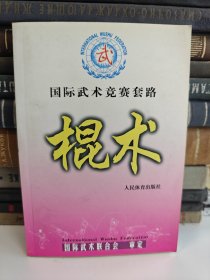 INTERNATIONAL WUSHU FEDERATION
武
国际武术竞赛套路
棍术
人民体育出版社
International Wushu Federation
国际武术联合会 审定